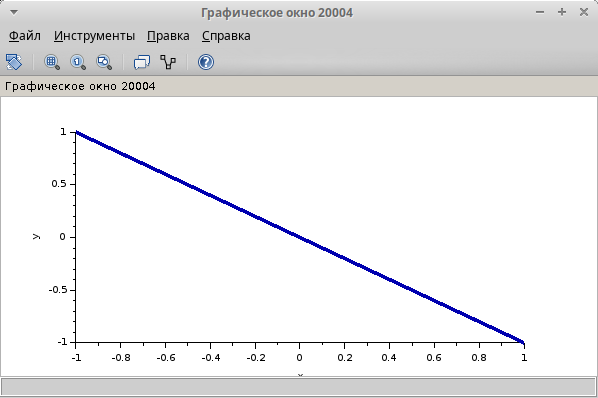 Графическое окно 20004
Файл Инструменты Правка Справка
Графическое окно 20004
1
0.5
y
0
-0.5
-1
-1 -0.8 -0.6 -0.4 -0.2 0 0.2 0.4 0.6 0.8 1